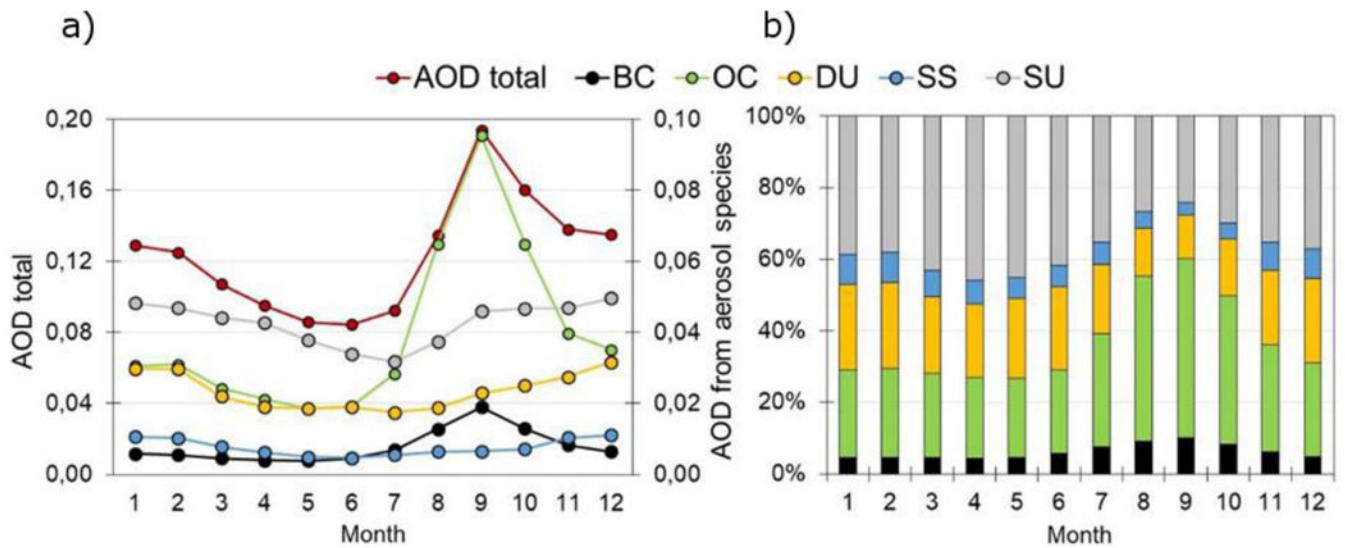 a)
b)
AOD total BC OC DU SS SU
AOD total
0,20
0,16
0,12
0,08
0,04
0,00
1 2 3 4 5 6 7 8 9 10 11 12
Month
0,10
0,08
0,06
0,04
0,02
0,00
AOD from aerosol species
100%
80%
60%
40%
20%
0%
1 2 3 4 5 6 7 8 9 10 11 12
Month